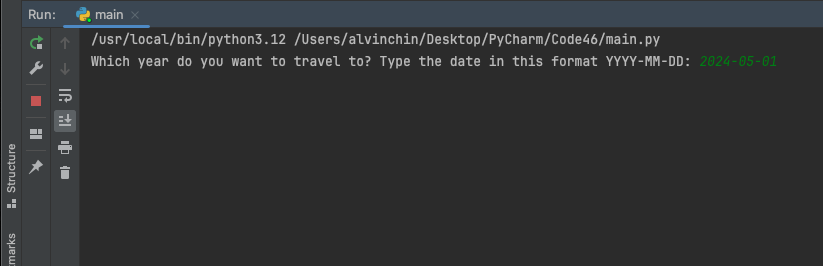 Run: main
/usr/local/bin/python3.12 /Users/alvinchin/Desktop/PyCharm/Code46/main.py
Which year do you want to travel to? Type the date in this format YYYY-MM-DD: 2024-05-01
Structure
marks